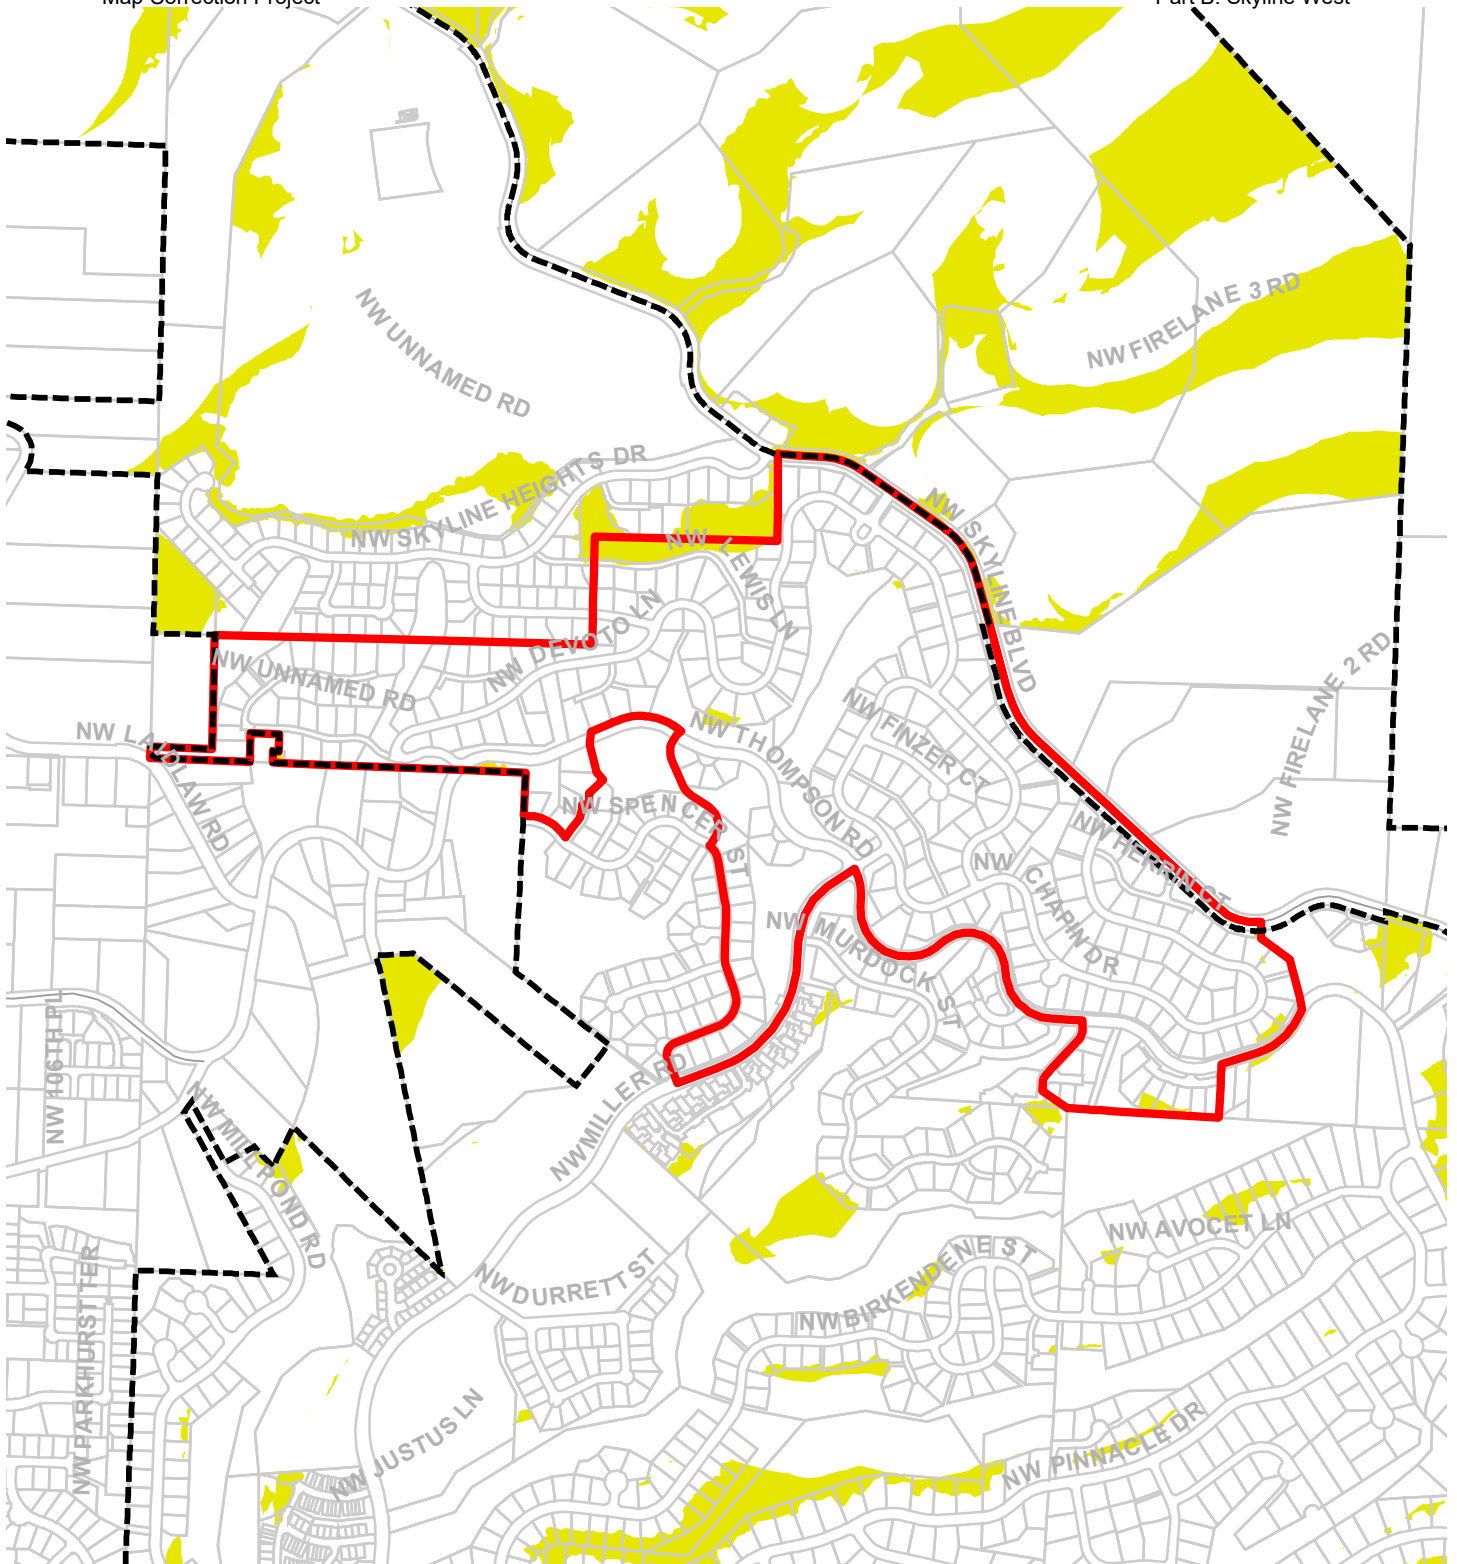 Map Correction Project
Part B: Skyline West
NW FIRELANE 3 RD
NW UNNAMED RD
NW SKYLINE HEIGHTS DR
NW SKYLINE BLVD
NW LEWIS LN
NW DEVOTO LN
NW UNNAMED RD
NW FIRELANE 2 RD
NW LAIDLAW RD
NW THOMPSON RD
NW FINZER CT
NW SPENCER ST
NW HERRIN CT
NW CHAPIN DR
NW MURDOCK ST
NW 106TH PL
NW MILLER RD
NW MILL POND RD
NW AVOCET LN
NW DURRETT ST
NW BIRKENDENE ST
NW PARKHURST TER
NW JUSTUS LN
NW PINNACLE DR